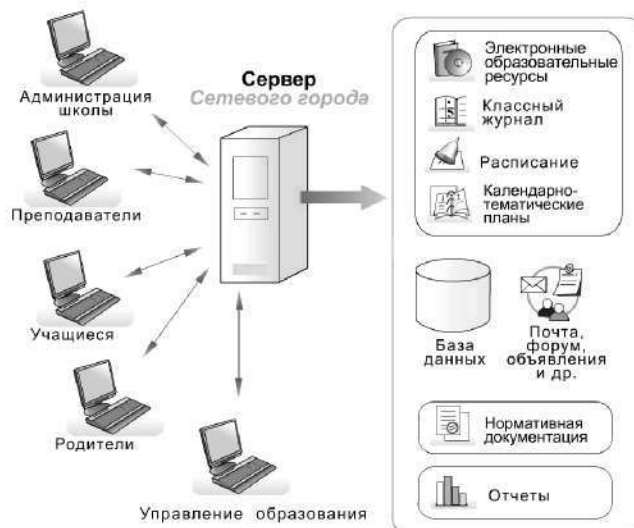 Администрация
школы
Преподаватели
Учащиеся
Родители
Управление образования
Сервер
Сетевого города
Электронные
образовательные
ресурсы
Классный
журнал
Расписание
Календарно-
тематические
планы
База
данных
Почта,
форум,
объявления
и др.
Нормативная
документация
Отчеты